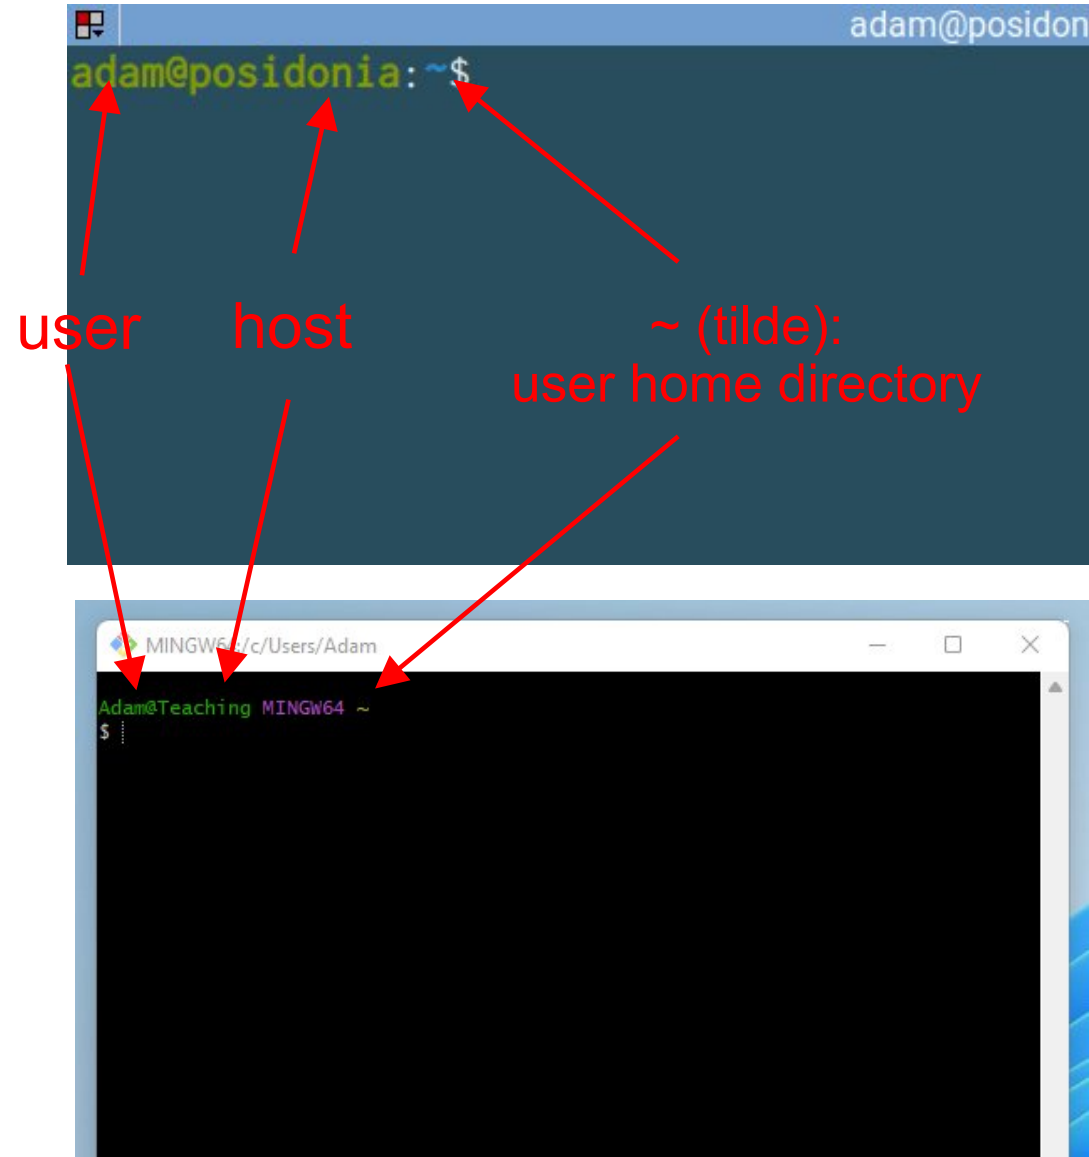 adam@posidon
adam@posidonia:~$
user
host
~ (tilde):
user home directory
MINGW64:/c/Users/Adam
Adam@Teaching MINGW64 ~
$